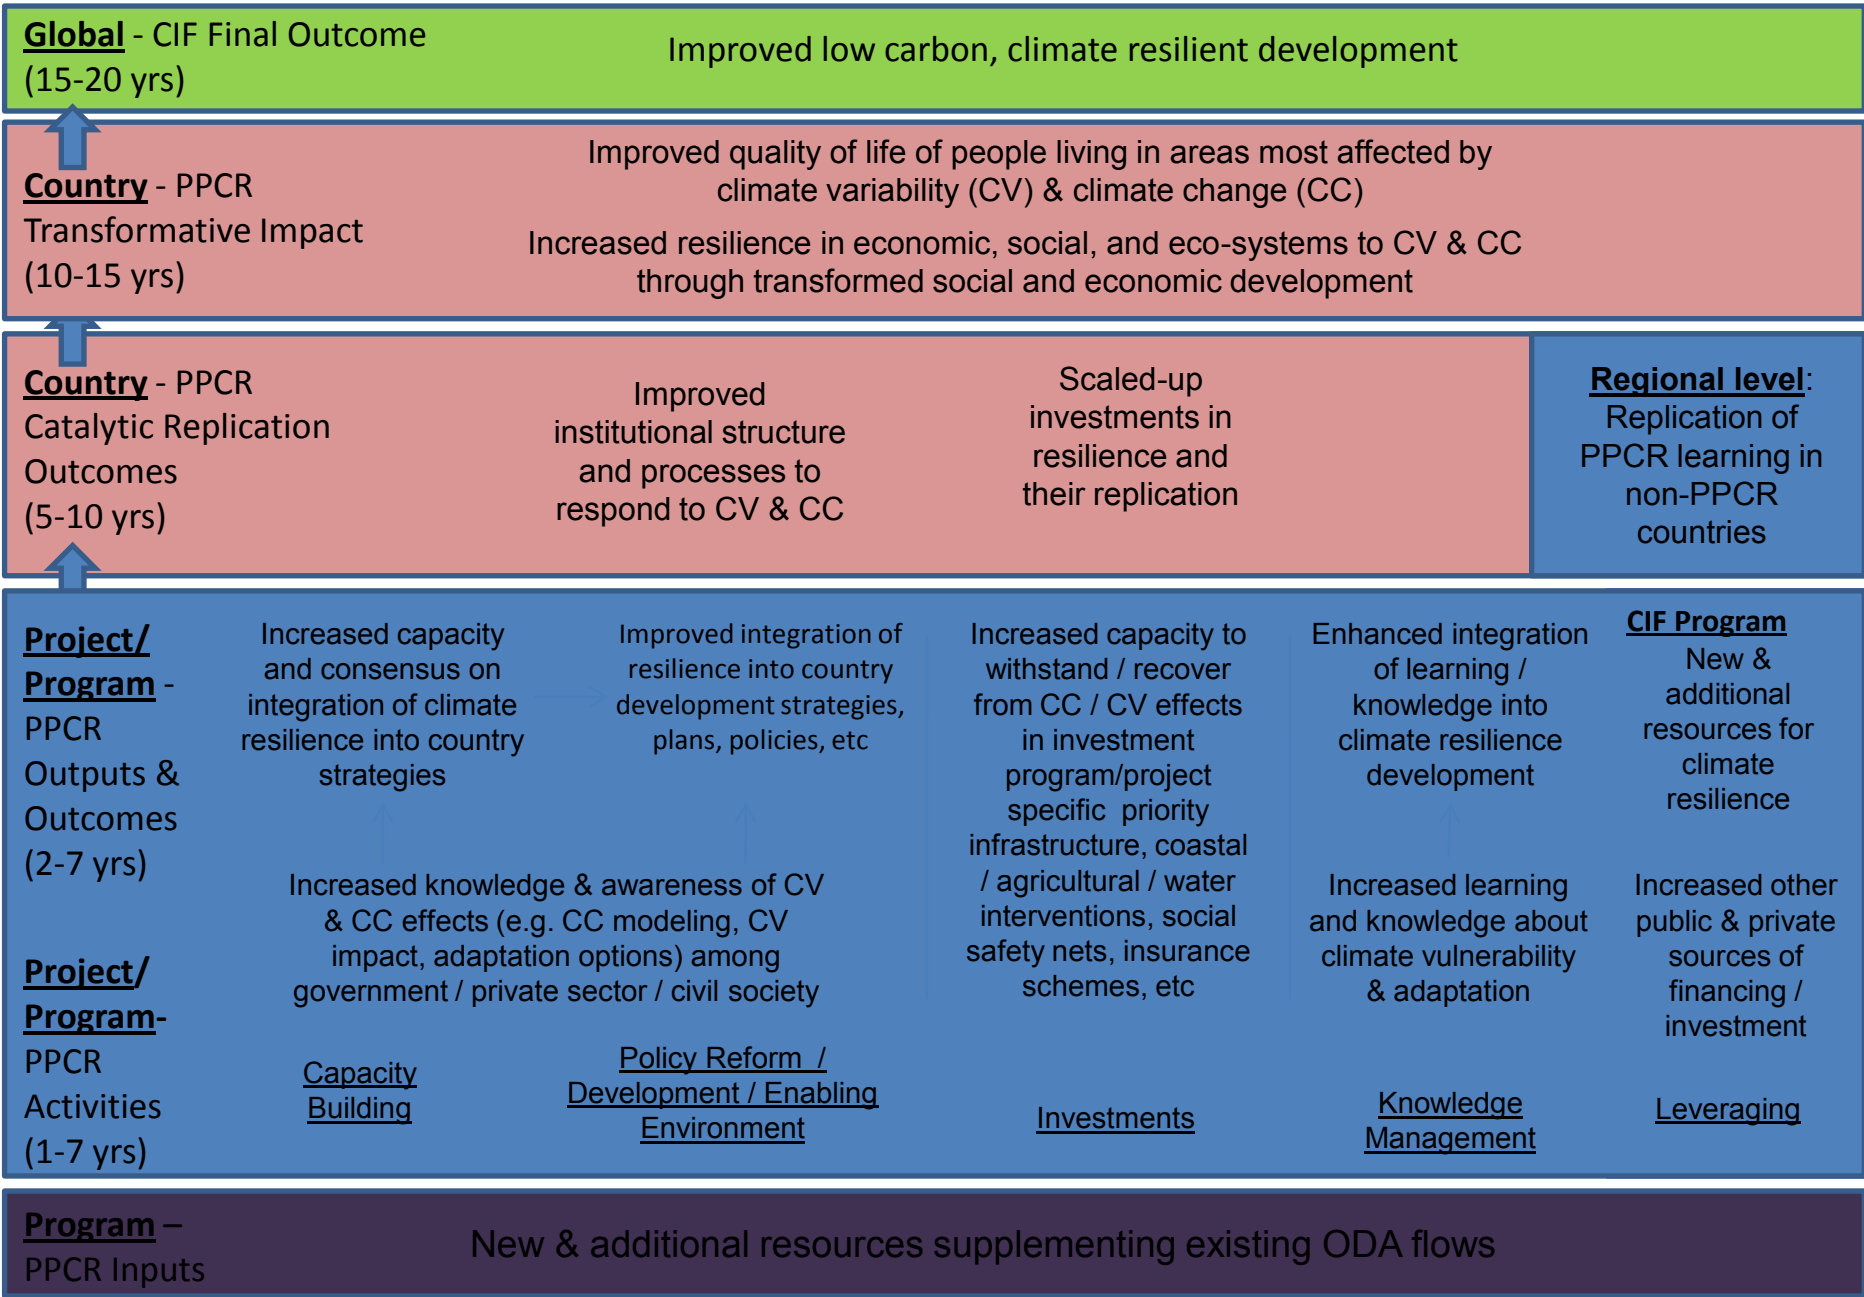 Global - CIF Final Outcome
(15-20 yrs)
Improved low carbon, climate resilient development
Country - PPCR
Transformative Impact
(10-15 yrs)
Improved quality of life of people living in areas most affected by
climate variability (CV) & climate change (CC)
Increased resilience in economic, social, and eco-systems to CV & CC
through transformed social and economic development
Country - PPCR
Catalytic Replication
Outcomes
(5-10 yrs)
Improved
institutional structure
and processes to
respond to CV & CC
Scaled-up
investments in
resilience and
their replication
Regional level:
Replication of
PPCR learning in
non-PPCR
countries
Project/
Program -
PPCR
Outputs &
Outcomes
(2-7 yrs)
Increased capacity
and consensus on
integration of climate
resilience into country
strategies
Improved integration of
resilience into country
development strategies,
plans, policies, etc
Increased knowledge & awareness of CV
& CC effects (e.g. CC modeling, CV
impact, adaptation options) among
government / private sector / civil society
Increased capacity to
withstand / recover
from CC / CV effects
in investment
program/project
specific priority
infrastructure, coastal
/ agricultural / water
interventions, social
safety nets, insurance
schemes, etc
Enhanced integration
of learning /
knowledge into
climate resilience
development
Increased learning
and knowledge about
climate vulnerability
& adaptation
CIF Program
New &
additional
resources for
climate
resilience
Increased other
public & private
sources of
financing /
investment
Project/
Program-
PPCR
Activities
(1-7 yrs)
Capacity
Building
Policy Reform /
Development / Enabling
Environment
Investments
Knowledge
Management
Leveraging
Program –
PPCR Inputs
New & additional resources supplementing existing ODA flows